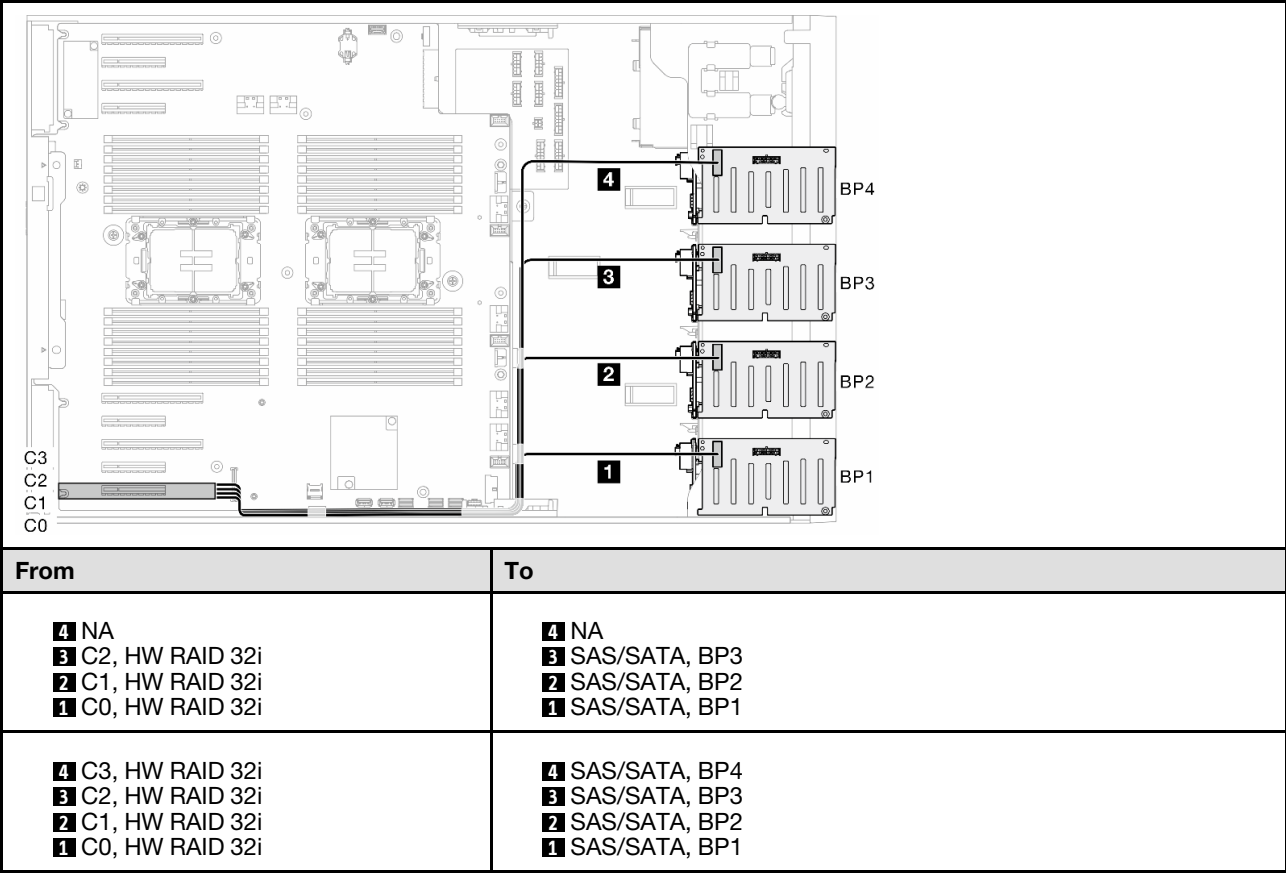 4
BP4
3
BP3
2
BP2
1
BP1
C3
C2
C1
C0
From To
4 NA 4 NA
3 C2, HW RAID 32i 3 SAS/SATA, BP3
2 C1, HW RAID 32i 2 SAS/SATA, BP2
1 C0, HW RAID 32i 1 SAS/SATA, BP1
4 C3, HW RAID 32i 4 SAS/SATA, BP4
3 C2, HW RAID 32i 3 SAS/SATA, BP3
2 C1, HW RAID 32i 2 SAS/SATA, BP2
1 C0, HW RAID 32i 1 SAS/SATA, BP1